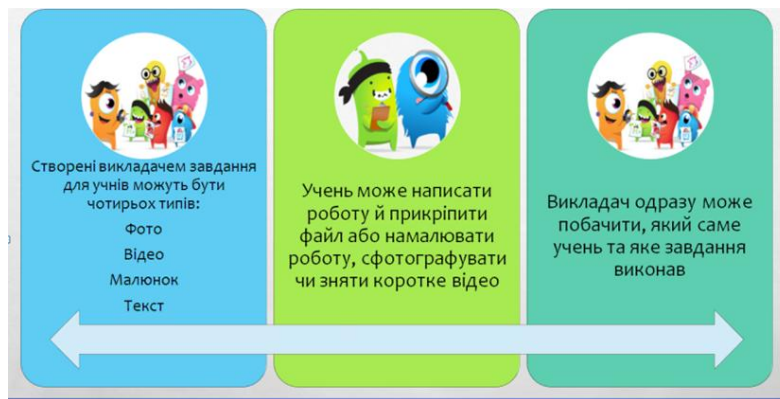 Створені викладачем завдання
для учнів можуть бути
чотирьох типів:
Фото
Відео
Малюнок
Текст
Учень може написати
роботу й прикріпити
файл або намалювати
роботу, сфотографувати
чи зняти коротке відео
Викладач одразу може
побачити, який саме
учень та яке завдання
виконав